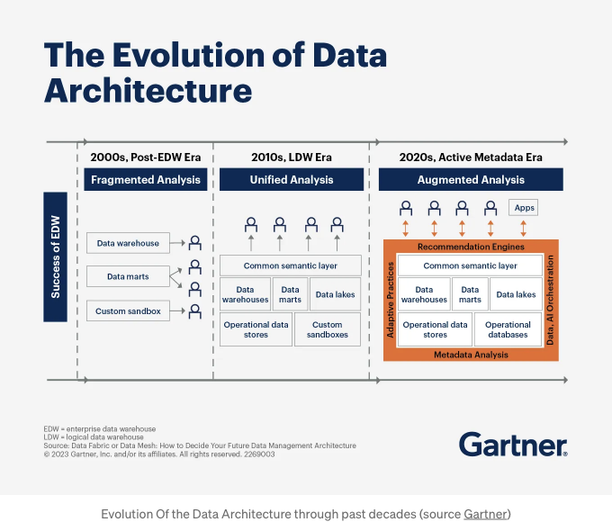 The Evolution of Data
Architecture
2000s, Post-EDW Era
2010s, LDW Era
2020s, Active Metadata Era
Success of EDW
Fragmented Analysis
Unified Analysis
Augmented Analysis
Data warehouse
Data marts
Custom sandbox
Common semantic layer
Data
warehouses
Data
marts
Data lakes
Operational data
stores
Custom
sandboxes
Apps
Recommendation Engines
Adaptive Practices
Common semantic layer
Data
warehouses
Data
marts
Data lakes
Operational data
stores
Operational
databases
Data, AI Orchestration
Metadata Analysis
EDW = enterprise data warehouse
LDW = logical data warehouse
Source: Data Fabric or Data Mesh: How to Decide Your Future Data Management Architecture
© 2023 Gartner, Inc. and/or its affiliates. All rights reserved. 2269003
Gartner®
Evolution Of the Data Architecture through past decades (source Gartner)